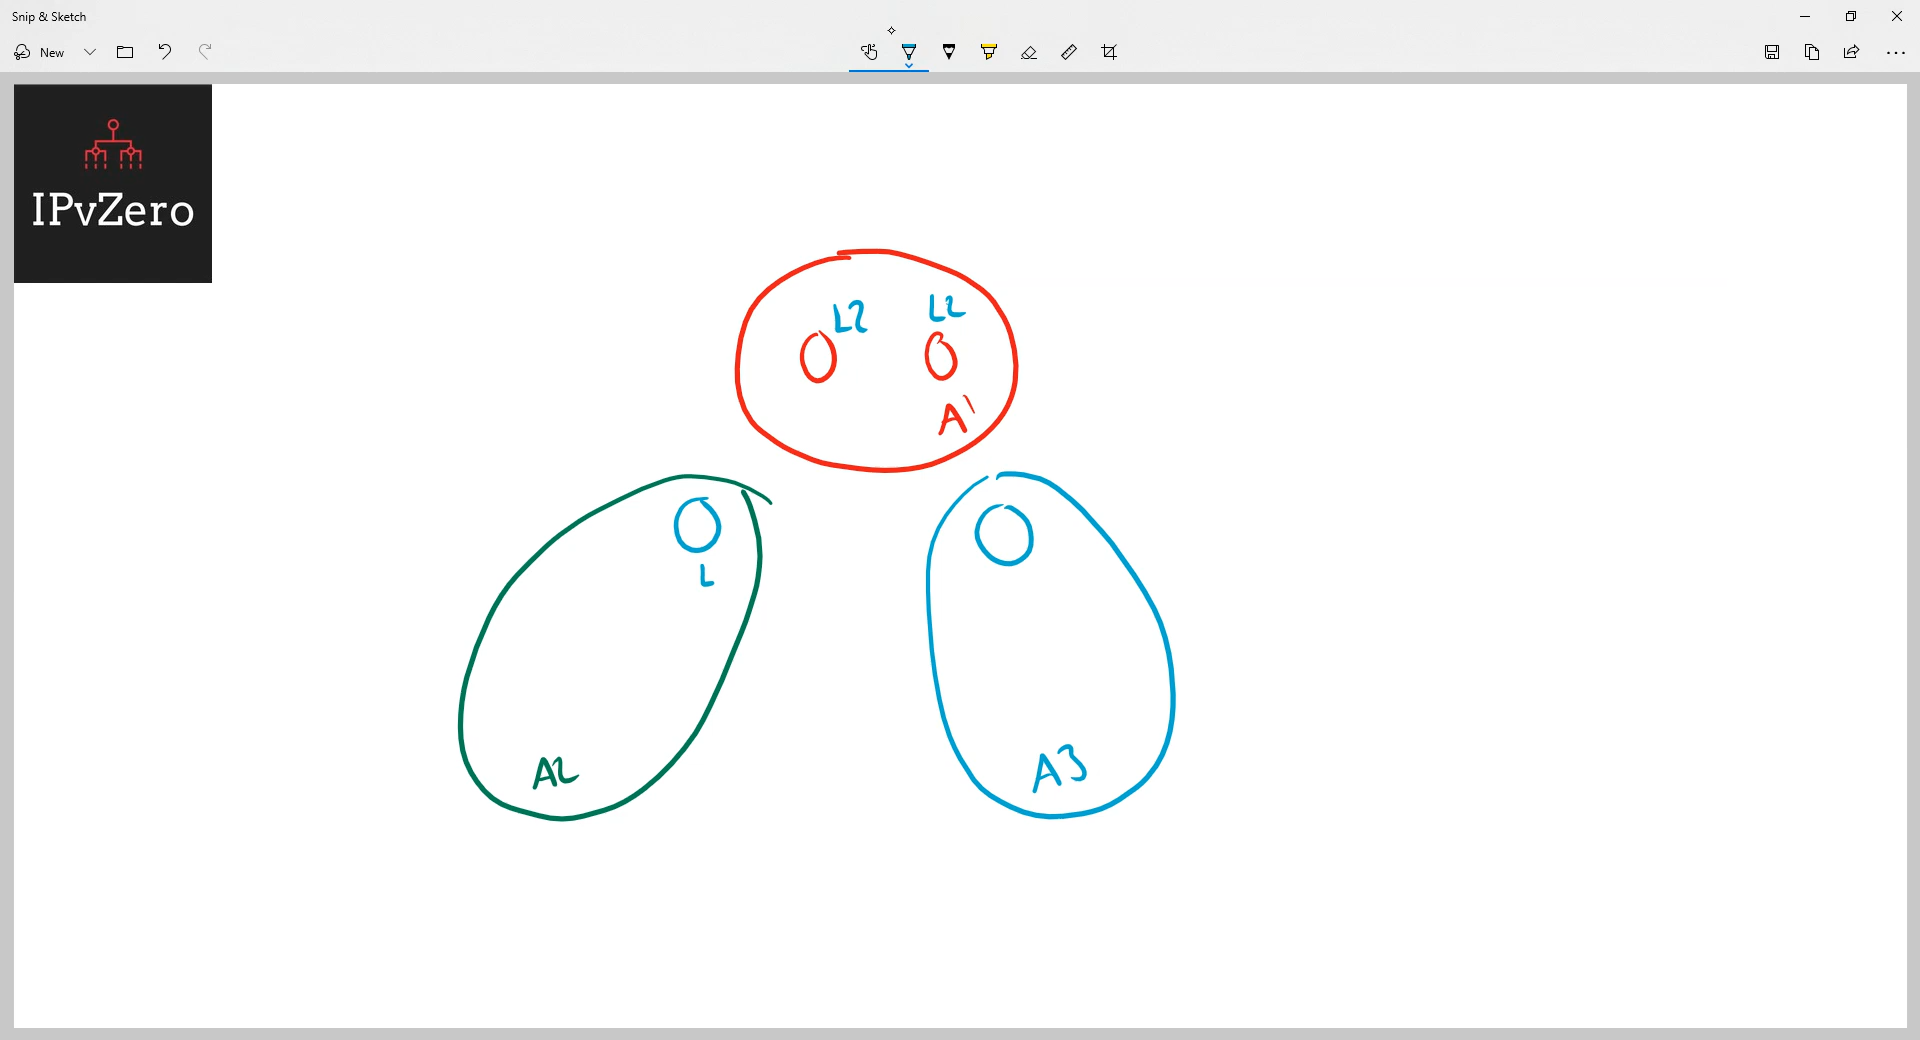 Snip & Sketch
New
IPvZero
L2 L2
A1
L
A2
A3